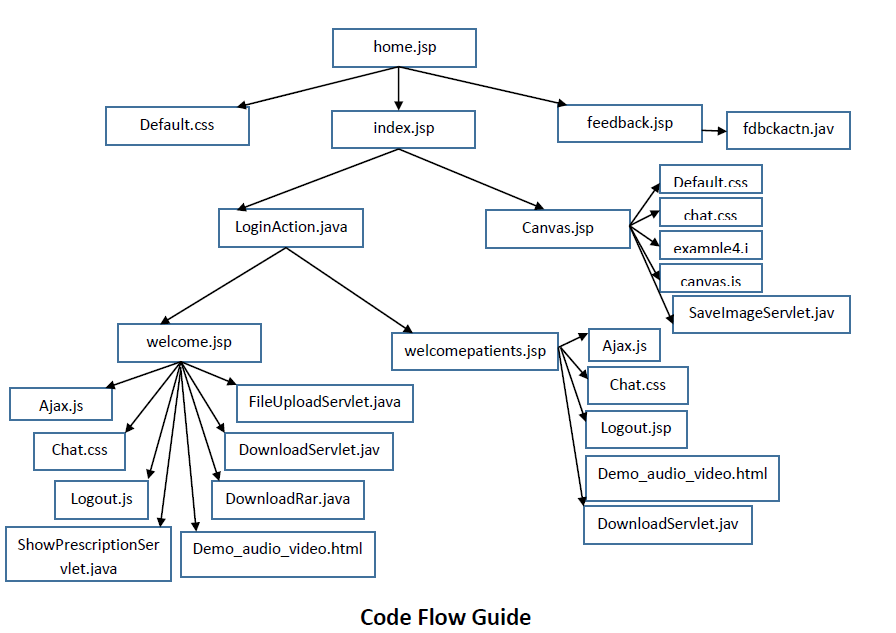 home.jsp
Default.css
index.jsp
feedback.jsp
fdbckactn.jav
Default.css
chat.css
example4.j
canvas.js
SaveImageServlet.jav
LoginAction.java
Canvas.jsp
welcome.jsp
welcomepatients.jsp
Ajax.js
Chat.css
Logout.jsp
Demo_audio_video.html
DownloadServlet.jav
Ajax.js
FileUploadServlet.java
Chat.css
DownloadServlet.jav
Logout.js
DownloadRar.java
ShowPrescriptionSer
vlet.java
Demo_audio_video.html
Code Flow Guide